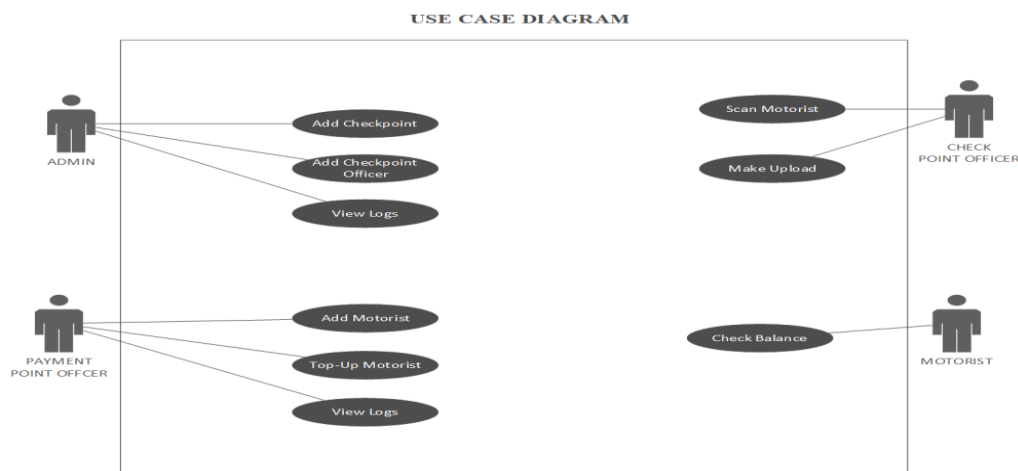 USE CASE DIAGRAM
ADMIN
Add Checkpoint
Add Checkpoint
Officer
View Logs
Scan Motorist
Make Upload
CHECK
POINT OFFICER
PAYMENT
POINT OFFCER
Add Motorist
Top-Up Motorist
View Logs
Check Balance
MOTORIST